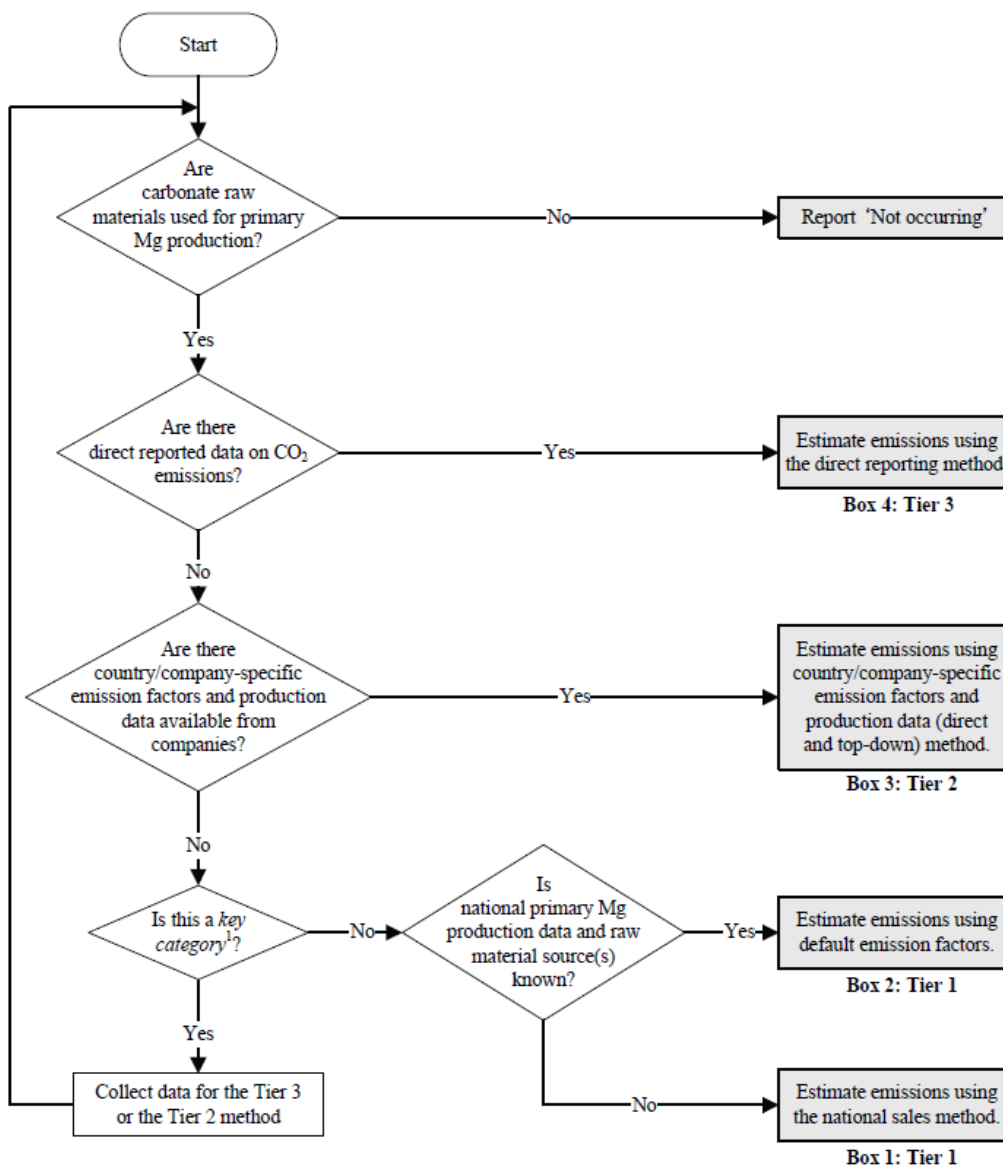 Start
Are
carbonate raw
materials used for primary
Mg production?
No
Report ‘Not occurring’
Yes
Are there
direct reported data on CO₂
emissions?
Yes
Estimate emissions using
the direct reporting method.
Box 4: Tier 3
No
Are there
country/company-specific
emission factors and production
data available from
companies?
Yes
Estimate emissions using
country/company-specific
emission factors and
production data (direct
and top-down) method.
Box 3: Tier 2
No
Is this a key
category¹?
No
Is
national primary Mg
production data and raw
material source(s)
known?
Yes
Estimate emissions using
default emission factors.
Box 2: Tier 1
Yes
Collect data for the Tier 3
or the Tier 2 method
No
Estimate emissions using
the national sales method.
Box 1: Tier 1